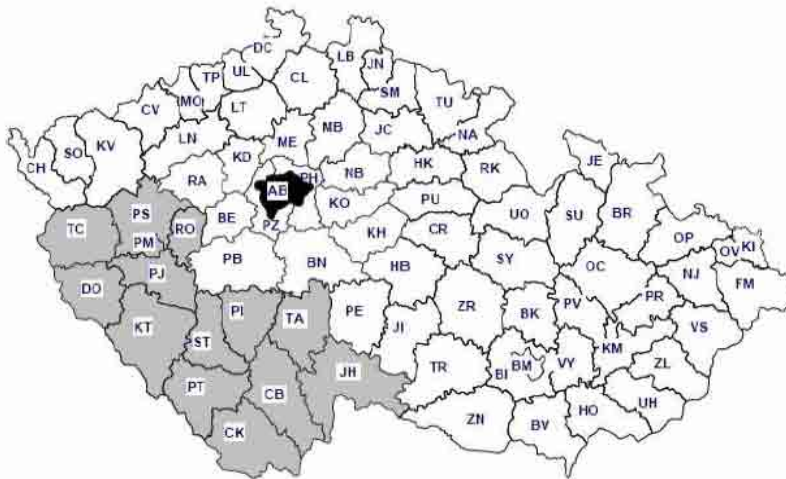 DC
LB
JN
TP
UL
CL
MO
SM
CV
LT
TU
MB
JC
LN
ME
NA
SO
KV
KD
JE
CH
HK
RK
NB
RA
PH
AB
PS
KO
PU
BE
UO
SU
BR
TC
RO
PZ
CR
PM
KH
OP
OV
KI
PB
BN
HB
SY
OC
PJ
NJ
FM
DO
PR
ZR
PI
TA
PE
BK
PV
KT
JI
VS
ST
KM
BM
VY
ZL
TR
BI
JH
PT
CB
UH
HO
ZN
BV
CK